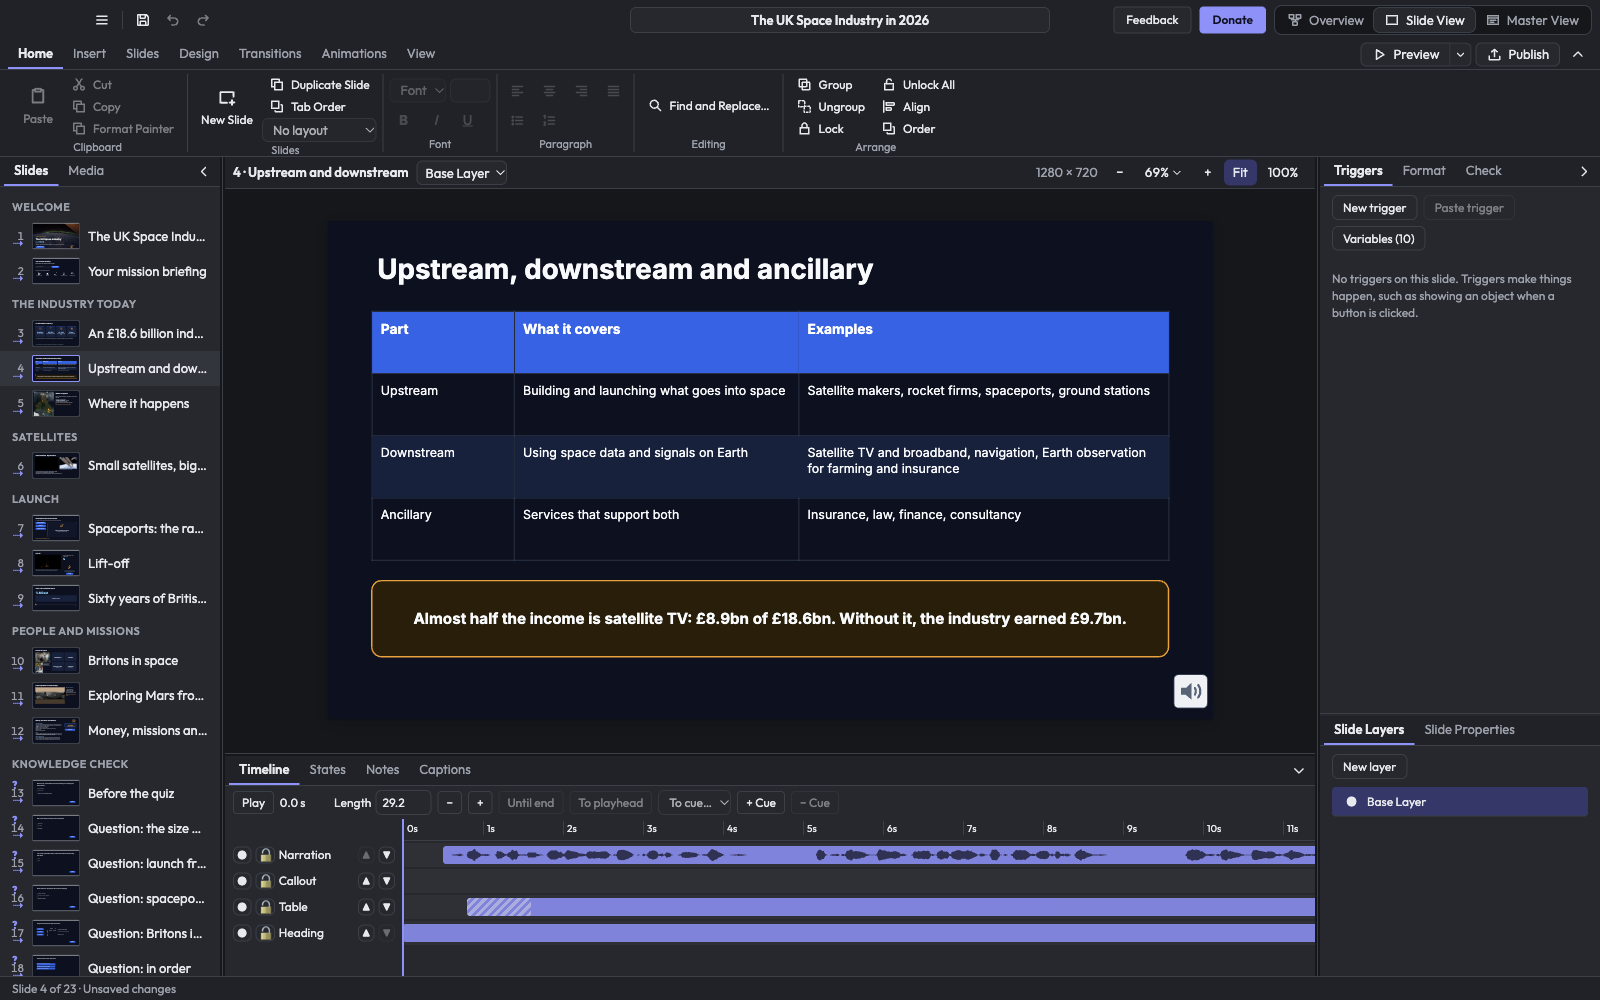 The UK Space Industry in 2026
Feedback
Donate
Overview
Slide View
Master View
Home
Insert
Slides
Design
Transitions
Animations
View
Preview
Publish
Paste
Cut
Copy
Format Painter
Clipboard
New Slide
Duplicate Slide
Tab Order
No layout
Slides
Font
B I U
Font
Paragraph
Find and Replace...
Editing
Group
Ungroup
Lock
Unlock All
Align
Order
Arrange
Slides
Media
4 · Upstream and downstream
Base Layer
1280 × 720
− 69% +
Fit
100%
Triggers
Format
Check
WELCOME
1 The UK Space Indu...
2 Your mission briefing
THE INDUSTRY TODAY
3 An £18.6 billion ind...
4 Upstream and dow...
5 Where it happens
SATELLITES
6 Small satellites, big...
LAUNCH
7 Spaceports: the ra...
8 Lift-off
9 Sixty years of Britis...
PEOPLE AND MISSIONS
10 Britons in space
11 Exploring Mars fro...
12 Money, missions an...
KNOWLEDGE CHECK
13 Before the quiz
14 Question: the size ...
15 Question: launch fr...
16 Question: spacepo...
17 Question: Britons i...
18 Question: in order
Upstream, downstream and ancillary
Part
What it covers
Examples
Upstream
Building and launching what goes into space
Satellite makers, rocket firms, spaceports, ground stations
Downstream
Using space data and signals on Earth
Satellite TV and broadband, navigation, Earth observation
for farming and insurance
Ancillary
Services that support both
Insurance, law, finance, consultancy
Almost half the income is satellite TV: £8.9bn of £18.6bn. Without it, the industry earned £9.7bn.
New trigger
Paste trigger
Variables (10)
No triggers on this slide. Triggers make things
happen, such as showing an object when a
button is clicked.
Slide Layers
Slide Properties
New layer
Base Layer
Timeline
States
Notes
Captions
Play
0.0 s
Length
29.2
−
+
Until end
To playhead
To cue...
+ Cue
− Cue
0s 1s 2s 3s 4s 5s 6s 7s 8s 9s 10s 11s
Narration
Callout
Table
Heading
Slide 4 of 23 · Unsaved changes